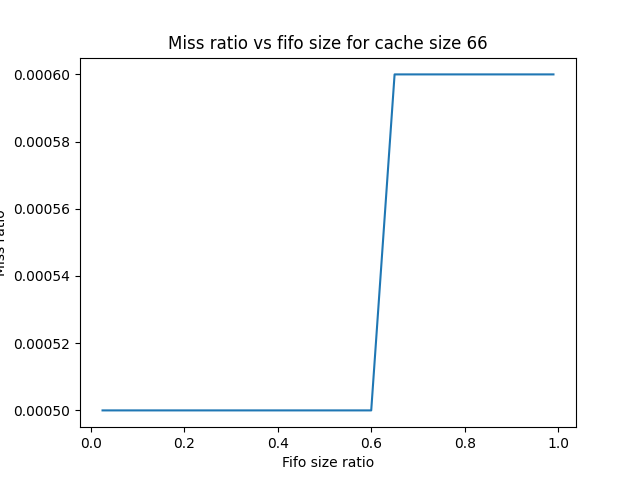 Miss ratio vs fifo size for cache size 66
0.00060
0.00058
0.00056
0.00054
0.00052
0.00050
Miss ratio
0.0 0.2 0.4 0.6 0.8 1.0
Fifo size ratio